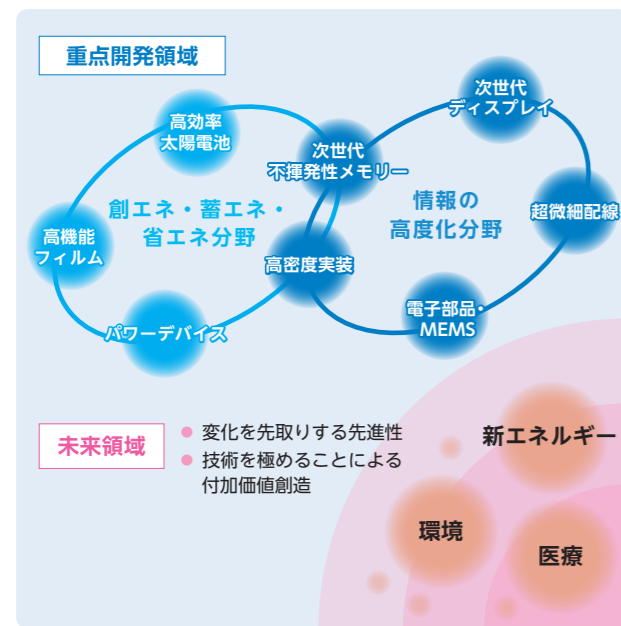 重点開発領域
高効率
太陽電池
次世代
不揮発性メモリー
次世代
ディスプレイ
創エネ・蓄エネ・
省エネ分野
情報の
高度化分野
超微細配線
高機能
フィルム
高密度実装
パワーデバイス
電子部品・
MEMS
未来領域
変化を先取りする先進性
技術を極めることによる
付加価値創造
新エネルギー
環境
医療